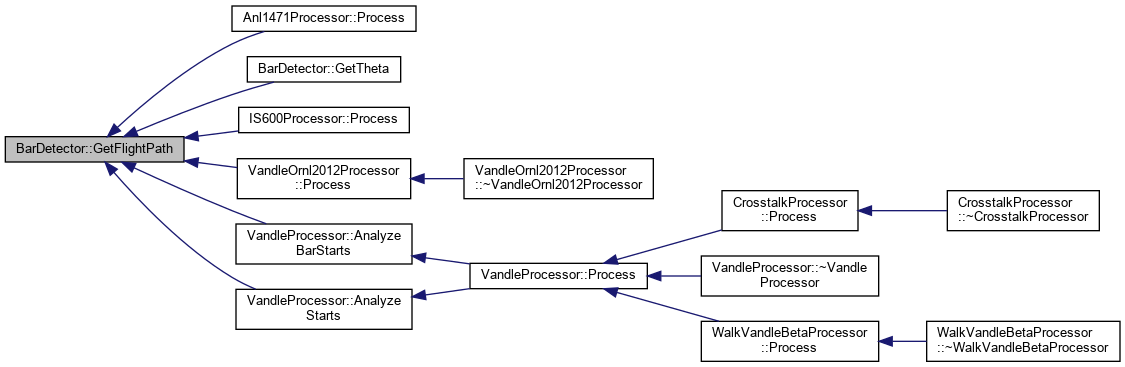 Anl1471Processor::Process
BarDetector::GetTheta
IS600Processor::Process
BarDetector::GetFlightPath
VandleOrnl2012Processor
::Process
VandleOrnl2012Processor
::~VandleOrnl2012Processor
CrosstalkProcessor
::Process
CrosstalkProcessor
::~CrosstalkProcessor
VandleProcessor::Analyze
BarStarts
VandleProcessor::Process
VandleProcessor::~Vandle
Processor
VandleProcessor::Analyze
Starts
WalkVandleBetaProcessor
::Process
WalkVandleBetaProcessor
::~WalkVandleBetaProcessor